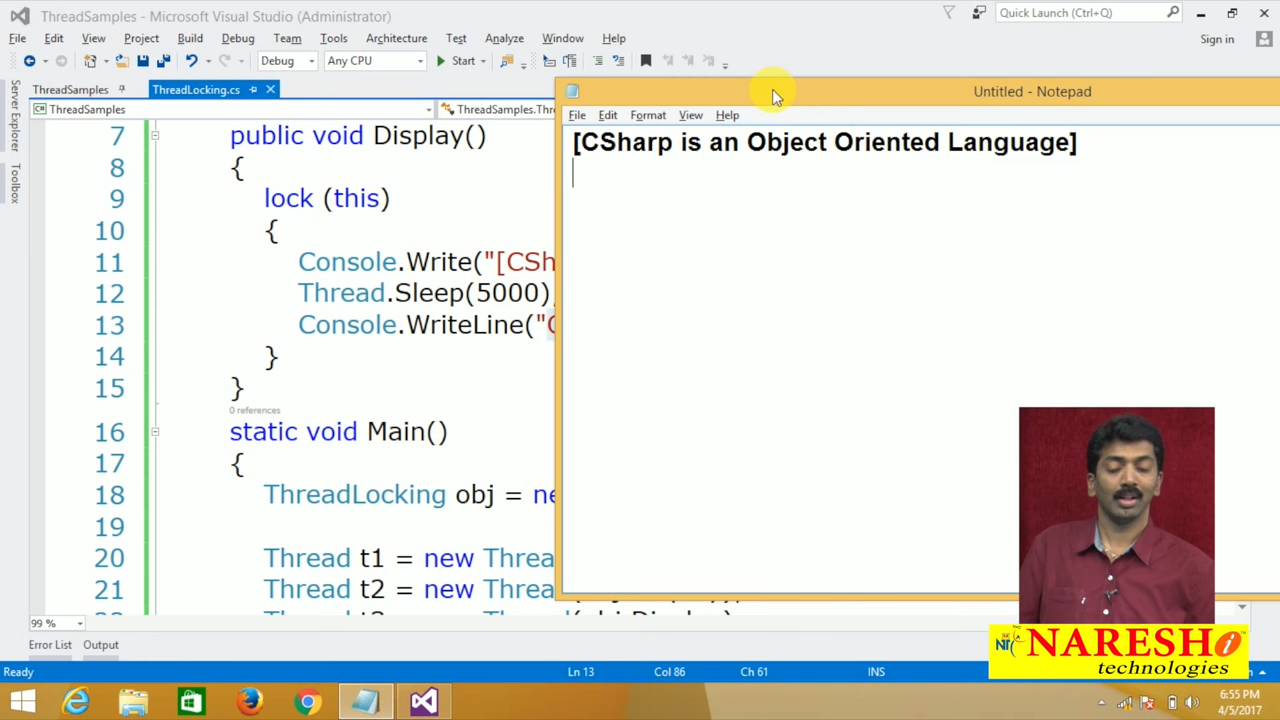 ThreadSamples - Microsoft Visual Studio (Administrator)
Quick Launch (Ctrl+Q)
File Edit View Project Build Debug Team Tools Architecture Test Analyze Window Help
Sign in
Debug Any CPU Start
ThreadSamples ThreadLocking.cs
ThreadSamples ThreadSamples.Thre
Server Explorer
Toolbox
7 public void Display()
8 {
9 lock (this)
10 {
11 Console.Write("[CSh
12 Thread.Sleep(5000)
13 Console.WriteLine("
14 }
15 }
0 references
16 static void Main()
17 {
18 ThreadLocking obj = ne
19
20 Thread t1 = new Threa
21 Thread t2 = new Threa
99 %
Error List Output
Ready Ln 13 Col 86 Ch 61 INS
Untitled - Notepad
File Edit Format View Help
[CSharp is an Object Oriented Language]
NARESH i
technologies
6:55 PM
4/5/2017